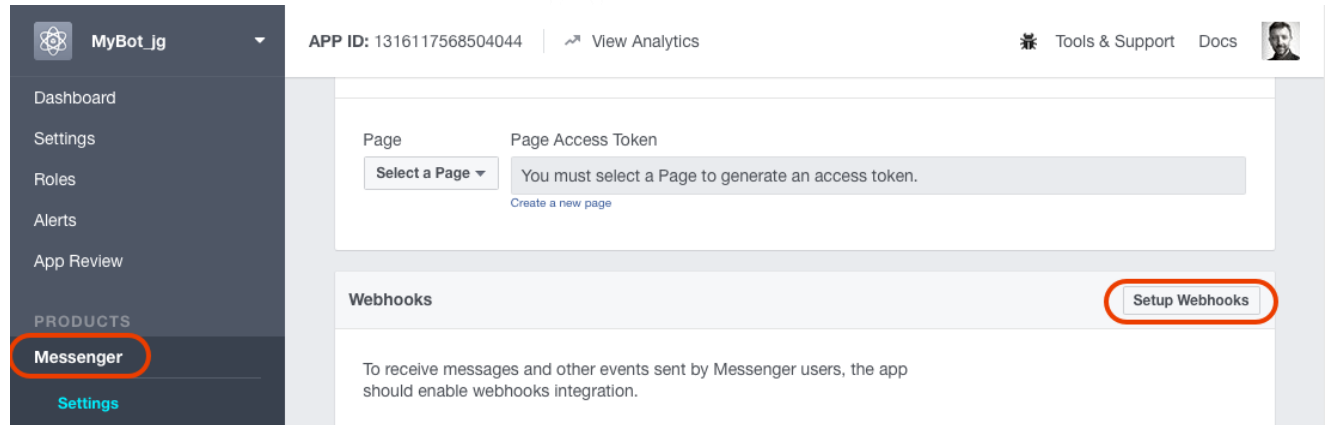 MyBot_jg
APP ID: 1316117568504044
View Analytics
Tools & Support
Docs
Dashboard
Settings
Roles
Alerts
App Review
PRODUCTS
Messenger
Settings
Page
Page Access Token
Select a Page
You must select a Page to generate an access token.
Create a new page
Webhooks
Setup Webhooks
To receive messages and other events sent by Messenger users, the app
should enable webhooks integration.